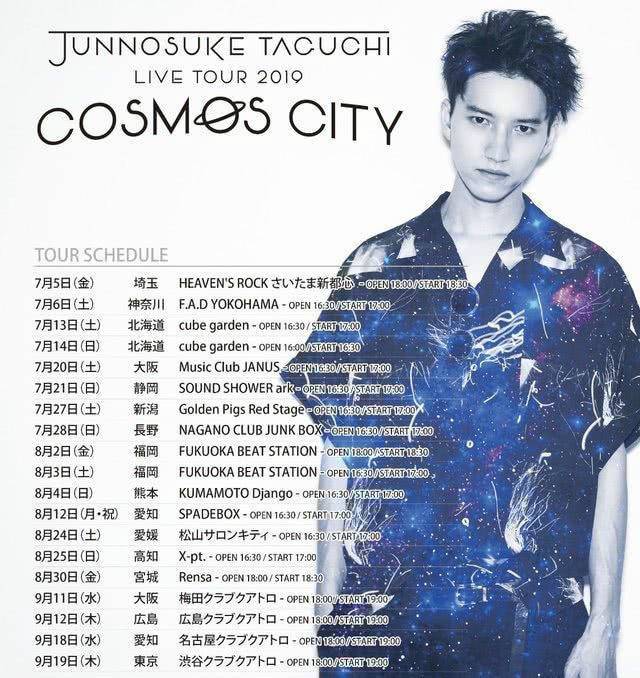 JUNNOSUKE TAGUCHI
LIVE TOUR 2019
COSMOS CITY
TOUR SCHEDULE
7月5日(金) 埼玉 HEAVEN'S ROCK さいたま新都心 - OPEN 18:00 / START 18:30
7月6日(土) 神奈川 F.A.D YOKOHAMA - OPEN 16:30 / START 17:00
7月13日(土) 北海道 cube garden - OPEN 16:30 / START 17:00
7月14日(日) 北海道 cube garden - OPEN 16:00 / START 16:30
7月20日(土) 大阪 Music Club JANUS - OPEN 16:30 / START 17:00
7月21日(日) 静岡 SOUND SHOWER ark - OPEN 16:30 / START 17:00
7月27日(土) 新潟 Golden Pigs Red Stage - OPEN 16:30 / START 17:00
7月28日(日) 長野 NAGANO CLUB JUNK BOX - OPEN 16:30 / START 17:00
8月2日(金) 福岡 FUKUOKA BEAT STATION - OPEN 18:00 / START 18:30
8月3日(土) 福岡 FUKUOKA BEAT STATION - OPEN 16:30 / START 17:00
8月4日(日) 熊本 KUMAMOTO Django - OPEN 16:30 / START 17:00
8月12日(月・祝) 愛知 SPADEBOX - OPEN 16:30 / START 17:00
8月24日(土) 愛媛 松山サロンキティ - OPEN 16:30 / START 17:00
8月25日(日) 高知 X-pt. - OPEN 16:30 / START 17:00
8月30日(金) 宮城 Rensa - OPEN 18:00 / START 18:30
9月11日(水) 大阪 梅田クラブクアトロ - OPEN 18:00 / START 19:00
9月12日(木) 広島 広島クラブクアトロ - OPEN 18:00 / START 19:00
9月18日(水) 愛知 名古屋クラブクアトロ - OPEN 18:00 / START 19:00
9月19日(木) 東京 渋谷クラブクアトロ - OPEN 18:00 / START 19:00